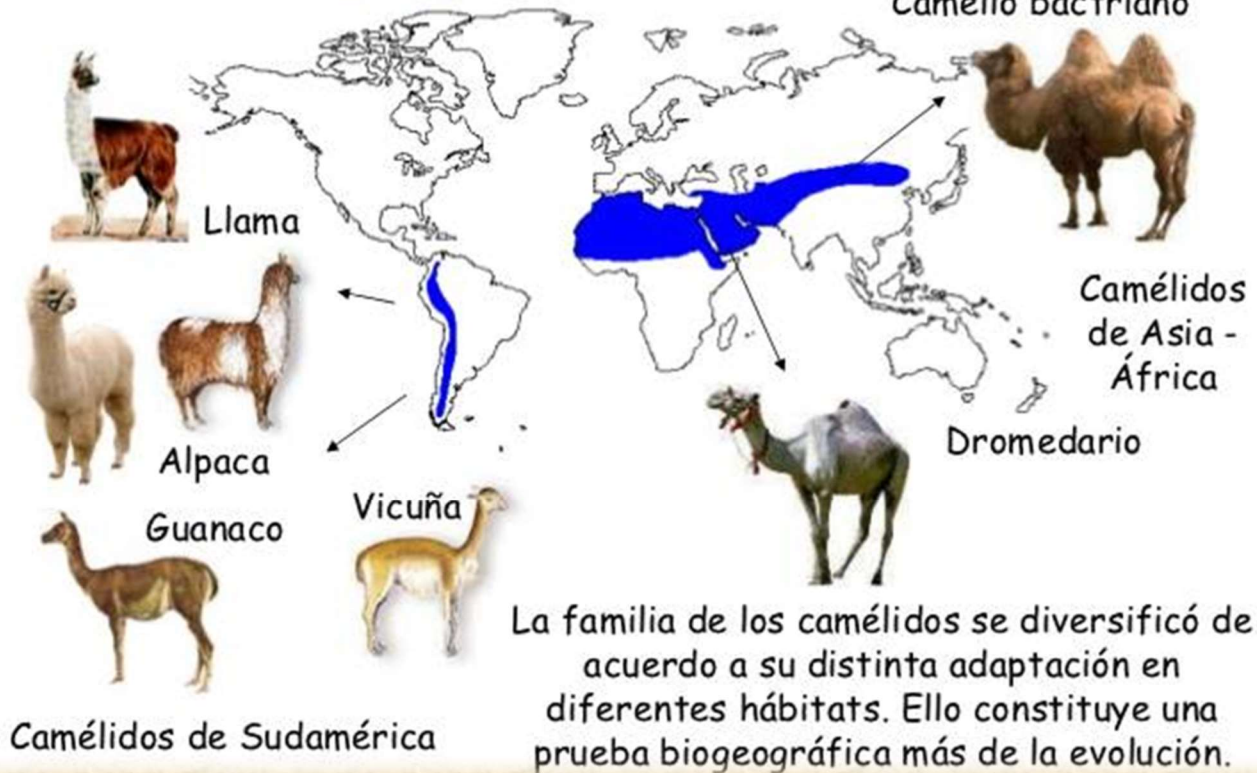 Camello bactriano
Llama
Camélidos
de Asia -
África
Dromedario
Alpaca
Vicuña
Guanaco
La familia de los camélidos se diversificó de
acuerdo a su distinta adaptación en
diferentes hábitats. Ello constituye una
prueba biogeográfica más de la evolución.
Camélidos de Sudamérica